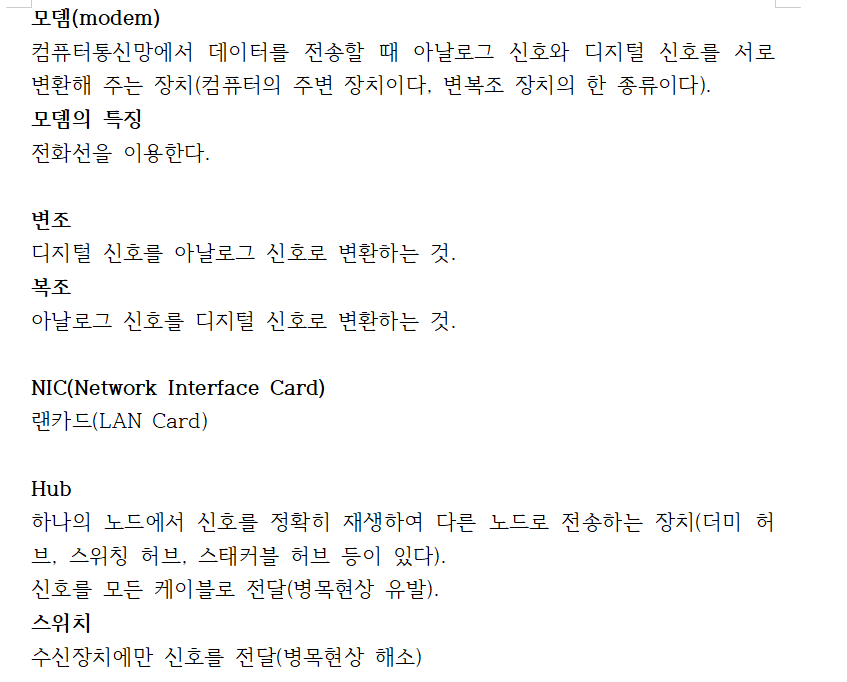 모뎀(modem)
컴퓨터통신망에서 데이터를 전송할 때 아날로그 신호와 디지털 신호를 서로
변환해 주는 장치(컴퓨터의 주변 장치이다, 변복조 장치의 한 종류이다).
모뎀의 특징
전화선을 이용한다.
변조
디지털 신호를 아날로그 신호로 변환하는 것.
복조
아날로그 신호를 디지털 신호로 변환하는 것.
NIC(Network Interface Card)
랜카드(LAN Card)
Hub
하나의 노드에서 신호를 정확히 재생하여 다른 노드로 전송하는 장치(더미 허
브, 스위칭 허브, 스태커블 허브 등이 있다).
신호를 모든 케이블로 전달(병목현상 유발).
스위치
수신장치에만 신호를 전달(병목현상 해소)